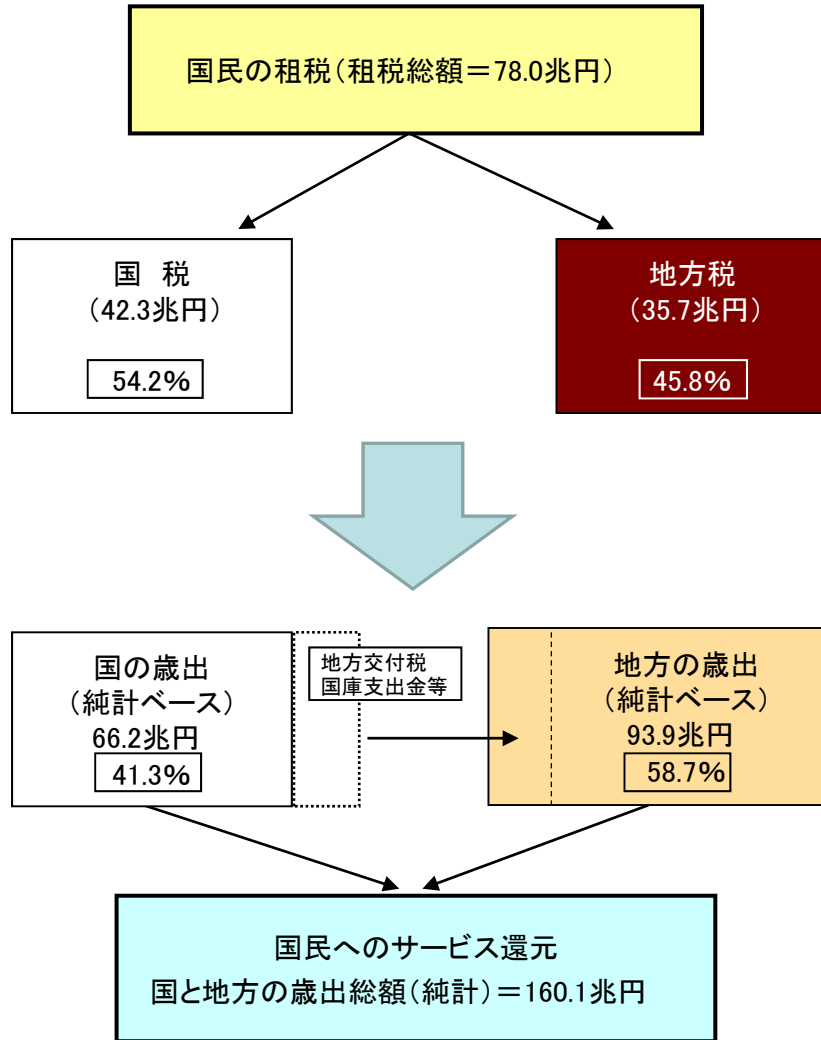 国民の租税(租税総額＝78.0兆円)
国　税
(42.3兆円)
54.2%
地方税
(35.7兆円)
45.8%
国の歳出
(純計ベース)
66.2兆円
41.3%
地方交付税
国庫支出金等
地方の歳出
(純計ベース)
93.9兆円
58.7%
国民へのサービス還元
国と地方の歳出総額(純計)＝160.1兆円